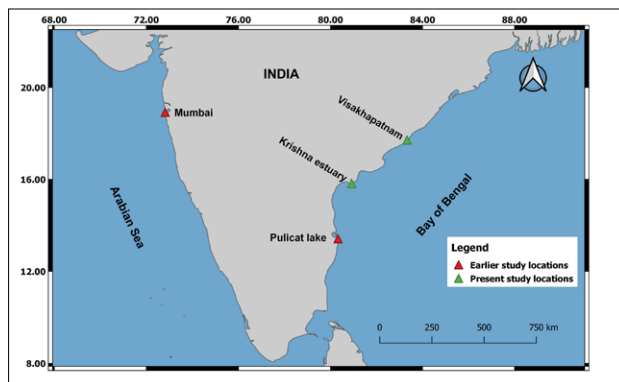 68.00 72.00 76.00 80.00 84.00 88.00
20.00
16.00
12.00
8.00
INDIA
Mumbai
Visakhapatnam
Krishna estuary
Arabian Sea
Bay of Bengal
Pulicat lake
Legend
Earlier study locations
Present study locations
0 250 500 750 km